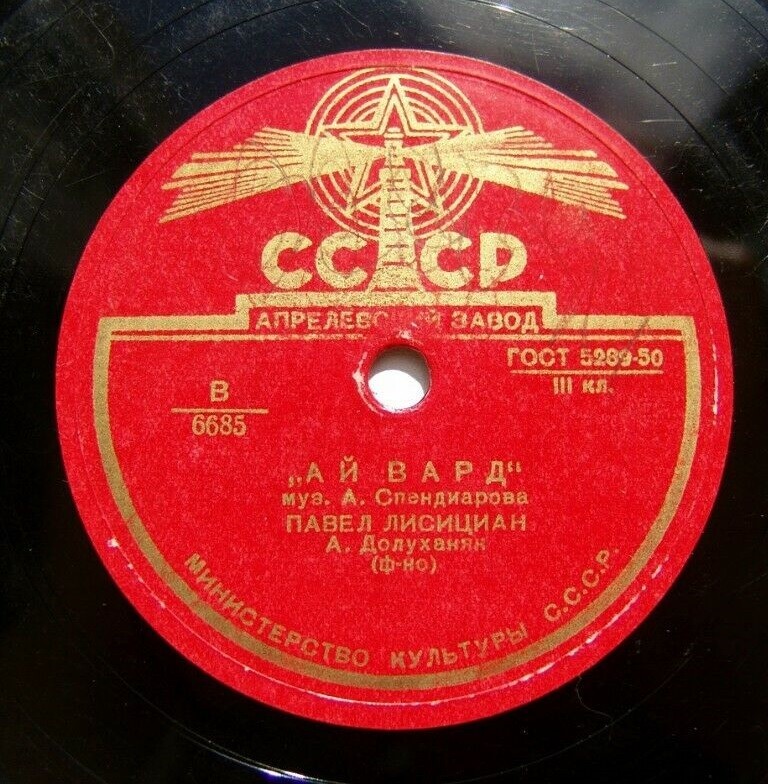 СССР
АПРЕЛЕВСКИЙ ЗАВОД
ГОСТ 5289-50
III кл.
В
6685
„АЙ ВАРД“
муз. А. Спендиарова
ПАВЕЛ ЛИСИЦИАН
А. Долуханян
(ф-но)
МИНИСТЕРСТВО КУЛЬТУРЫ С.С.С.Р.